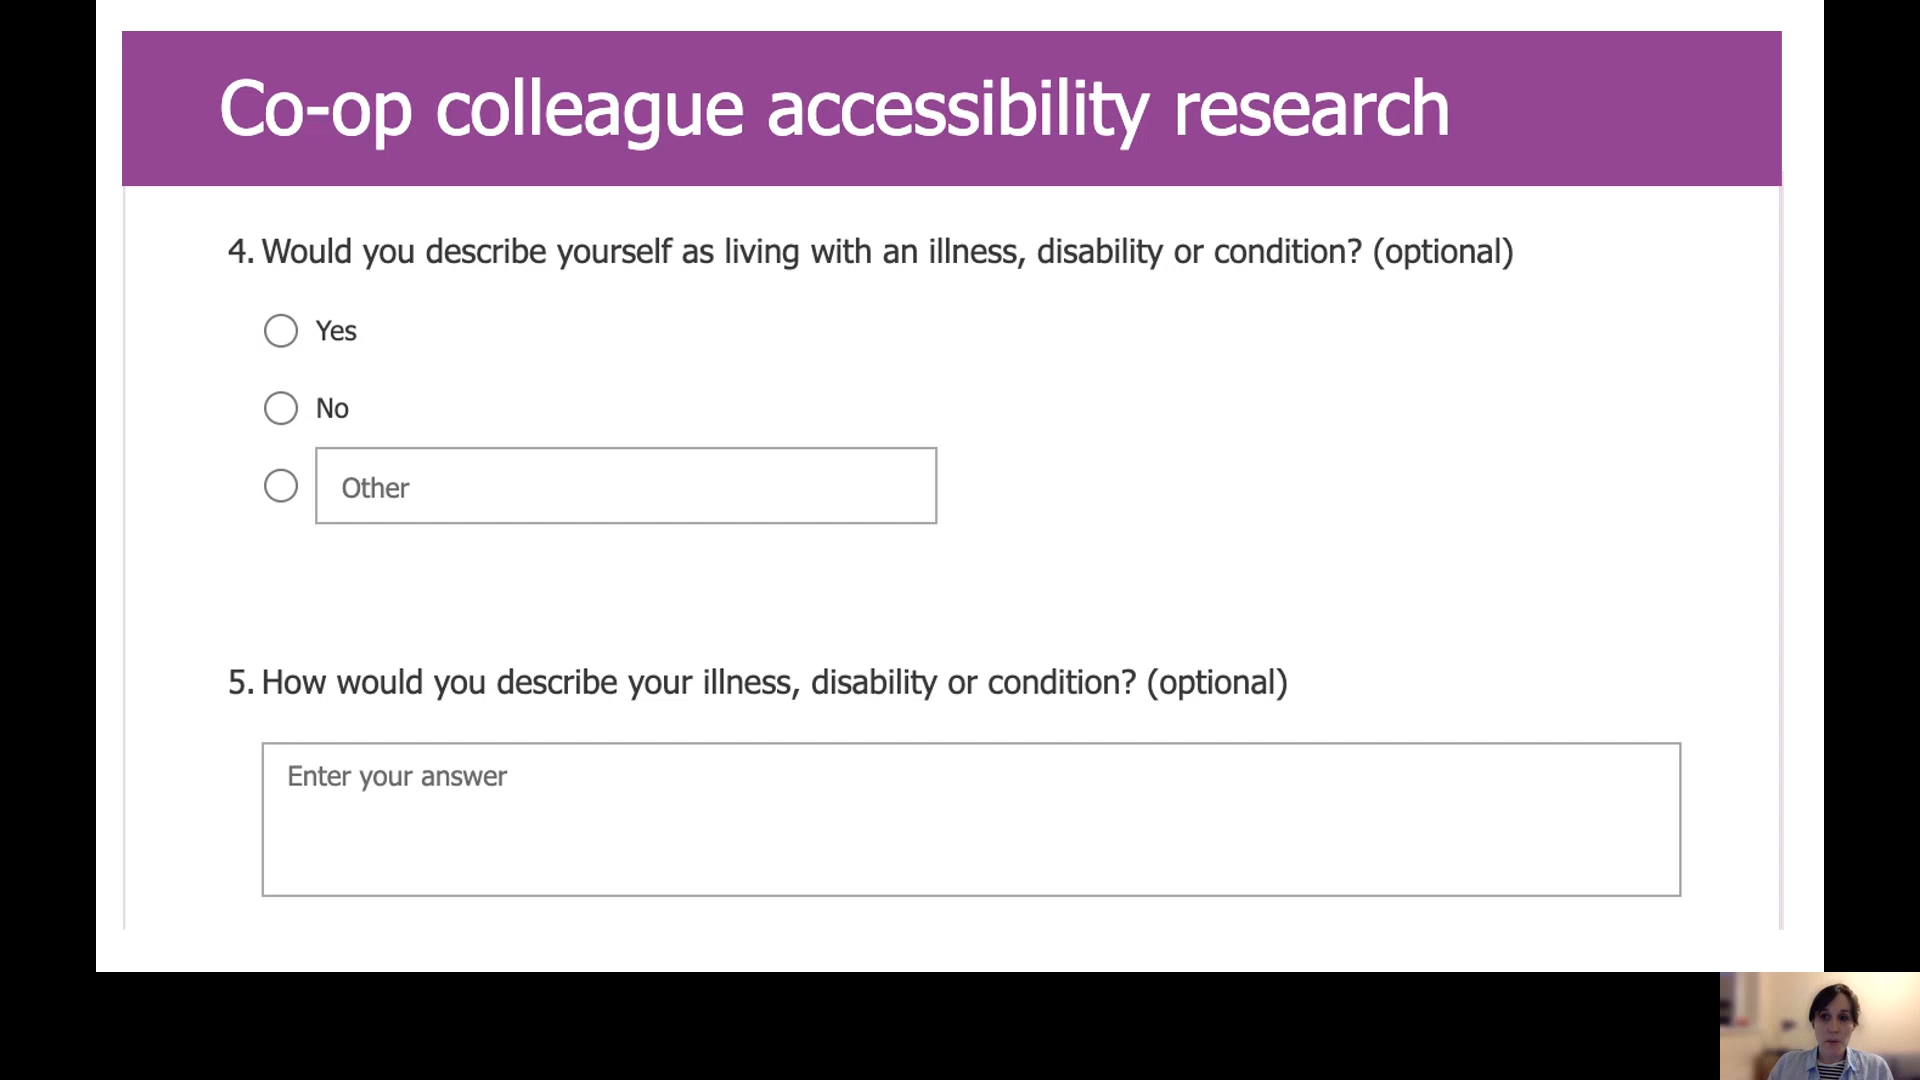 Co-op colleague accessibility research
4. Would you describe yourself as living with an illness, disability or condition? (optional)
Yes
No
Other
5. How would you describe your illness, disability or condition? (optional)
Enter your answer